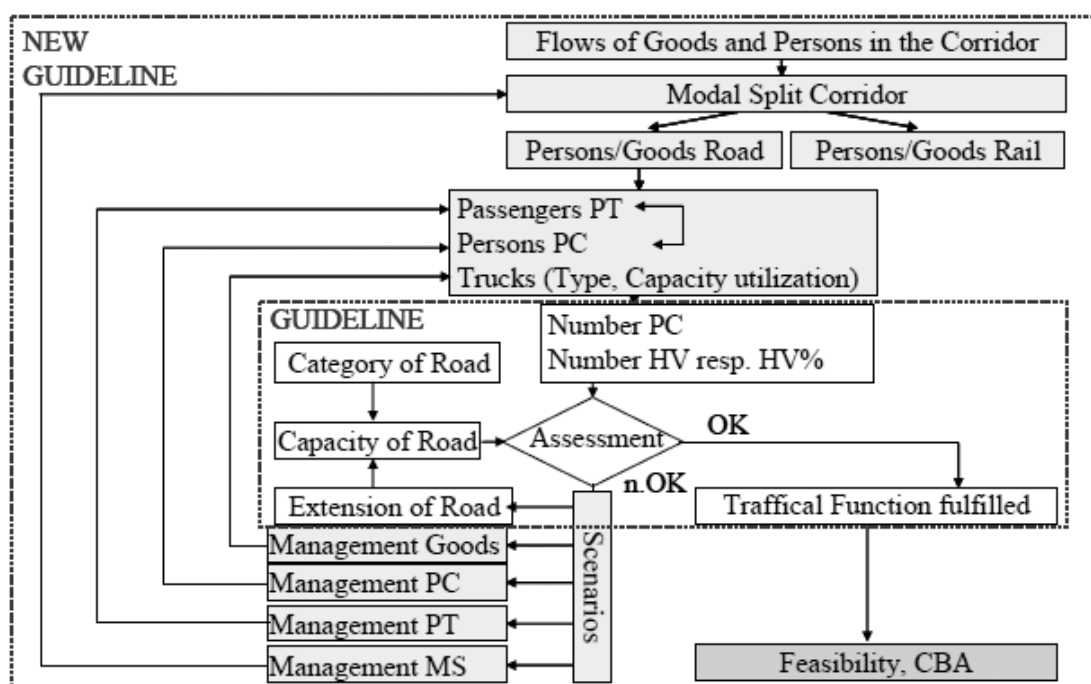 NEW
GUIDELINE
Flows of Goods and Persons in the Corridor
Modal Split Corridor
Persons/Goods Road
Persons/Goods Rail
Passengers PT
Persons PC
Trucks (Type, Capacity utilization)
GUIDELINE
Number PC
Number HV resp. HV%
Category of Road
Capacity of Road
Assessment
OK
n.OK
Extension of Road
Traffical Function fulfilled
Scenarios
Management Goods
Management PC
Management PT
Management MS
Feasibility, CBA